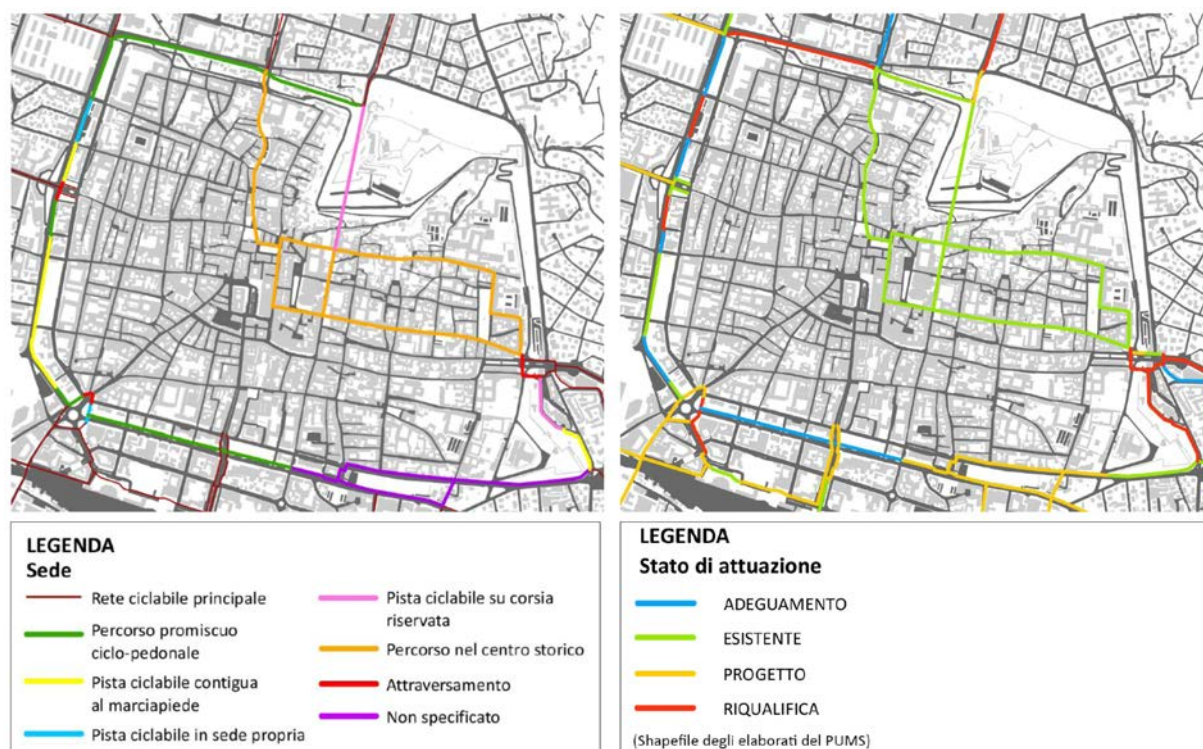 LEGENDA
Sede
Rete ciclabile principale
Percorso promiscuo
ciclo-pedonale
Pista ciclabile contigua
al marciapiede
Pista ciclabile in sede propria
Pista ciclabile su corsia
riservata
Percorso nel centro storico
Attraversamento
Non specificato
LEGENDA
Stato di attuazione
ADEGUAMENTO
ESISTENTE
PROGETTO
RIQUALIFICA
(Shapefile degli elaborati del PUMS)